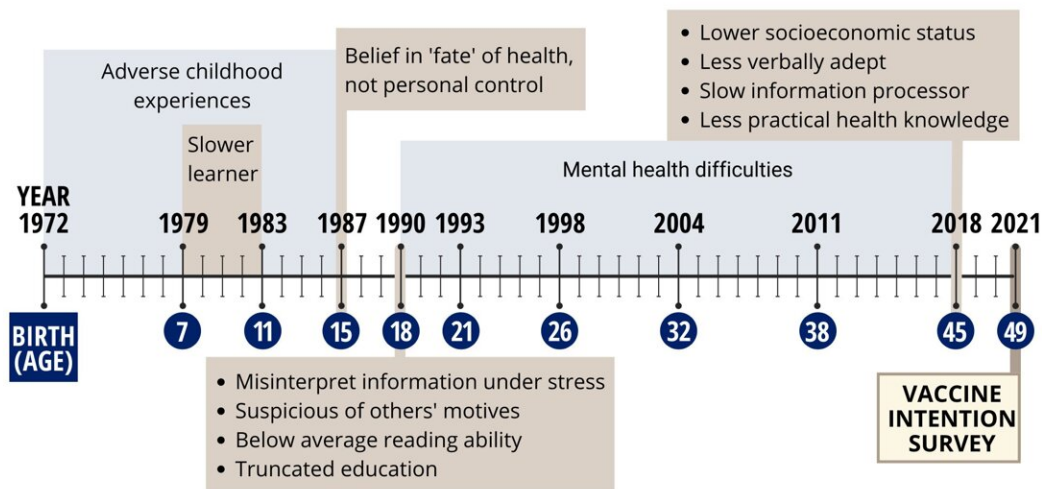 Adverse childhood
experiences
Slower
learner
Belief in 'fate' of health,
not personal control
• Lower socioeconomic status
• Less verbally adept
• Slow information processor
• Less practical health knowledge
Mental health difficulties
YEAR
1972 1979 1983 1987 1990 1993 1998 2004 2011 2018 2021
BIRTH
(AGE)
7 11 15 18 21 26 32 38 45 49
• Misinterpret information under stress
• Suspicious of others' motives
• Below average reading ability
• Truncated education
VACCINE
INTENTION
SURVEY